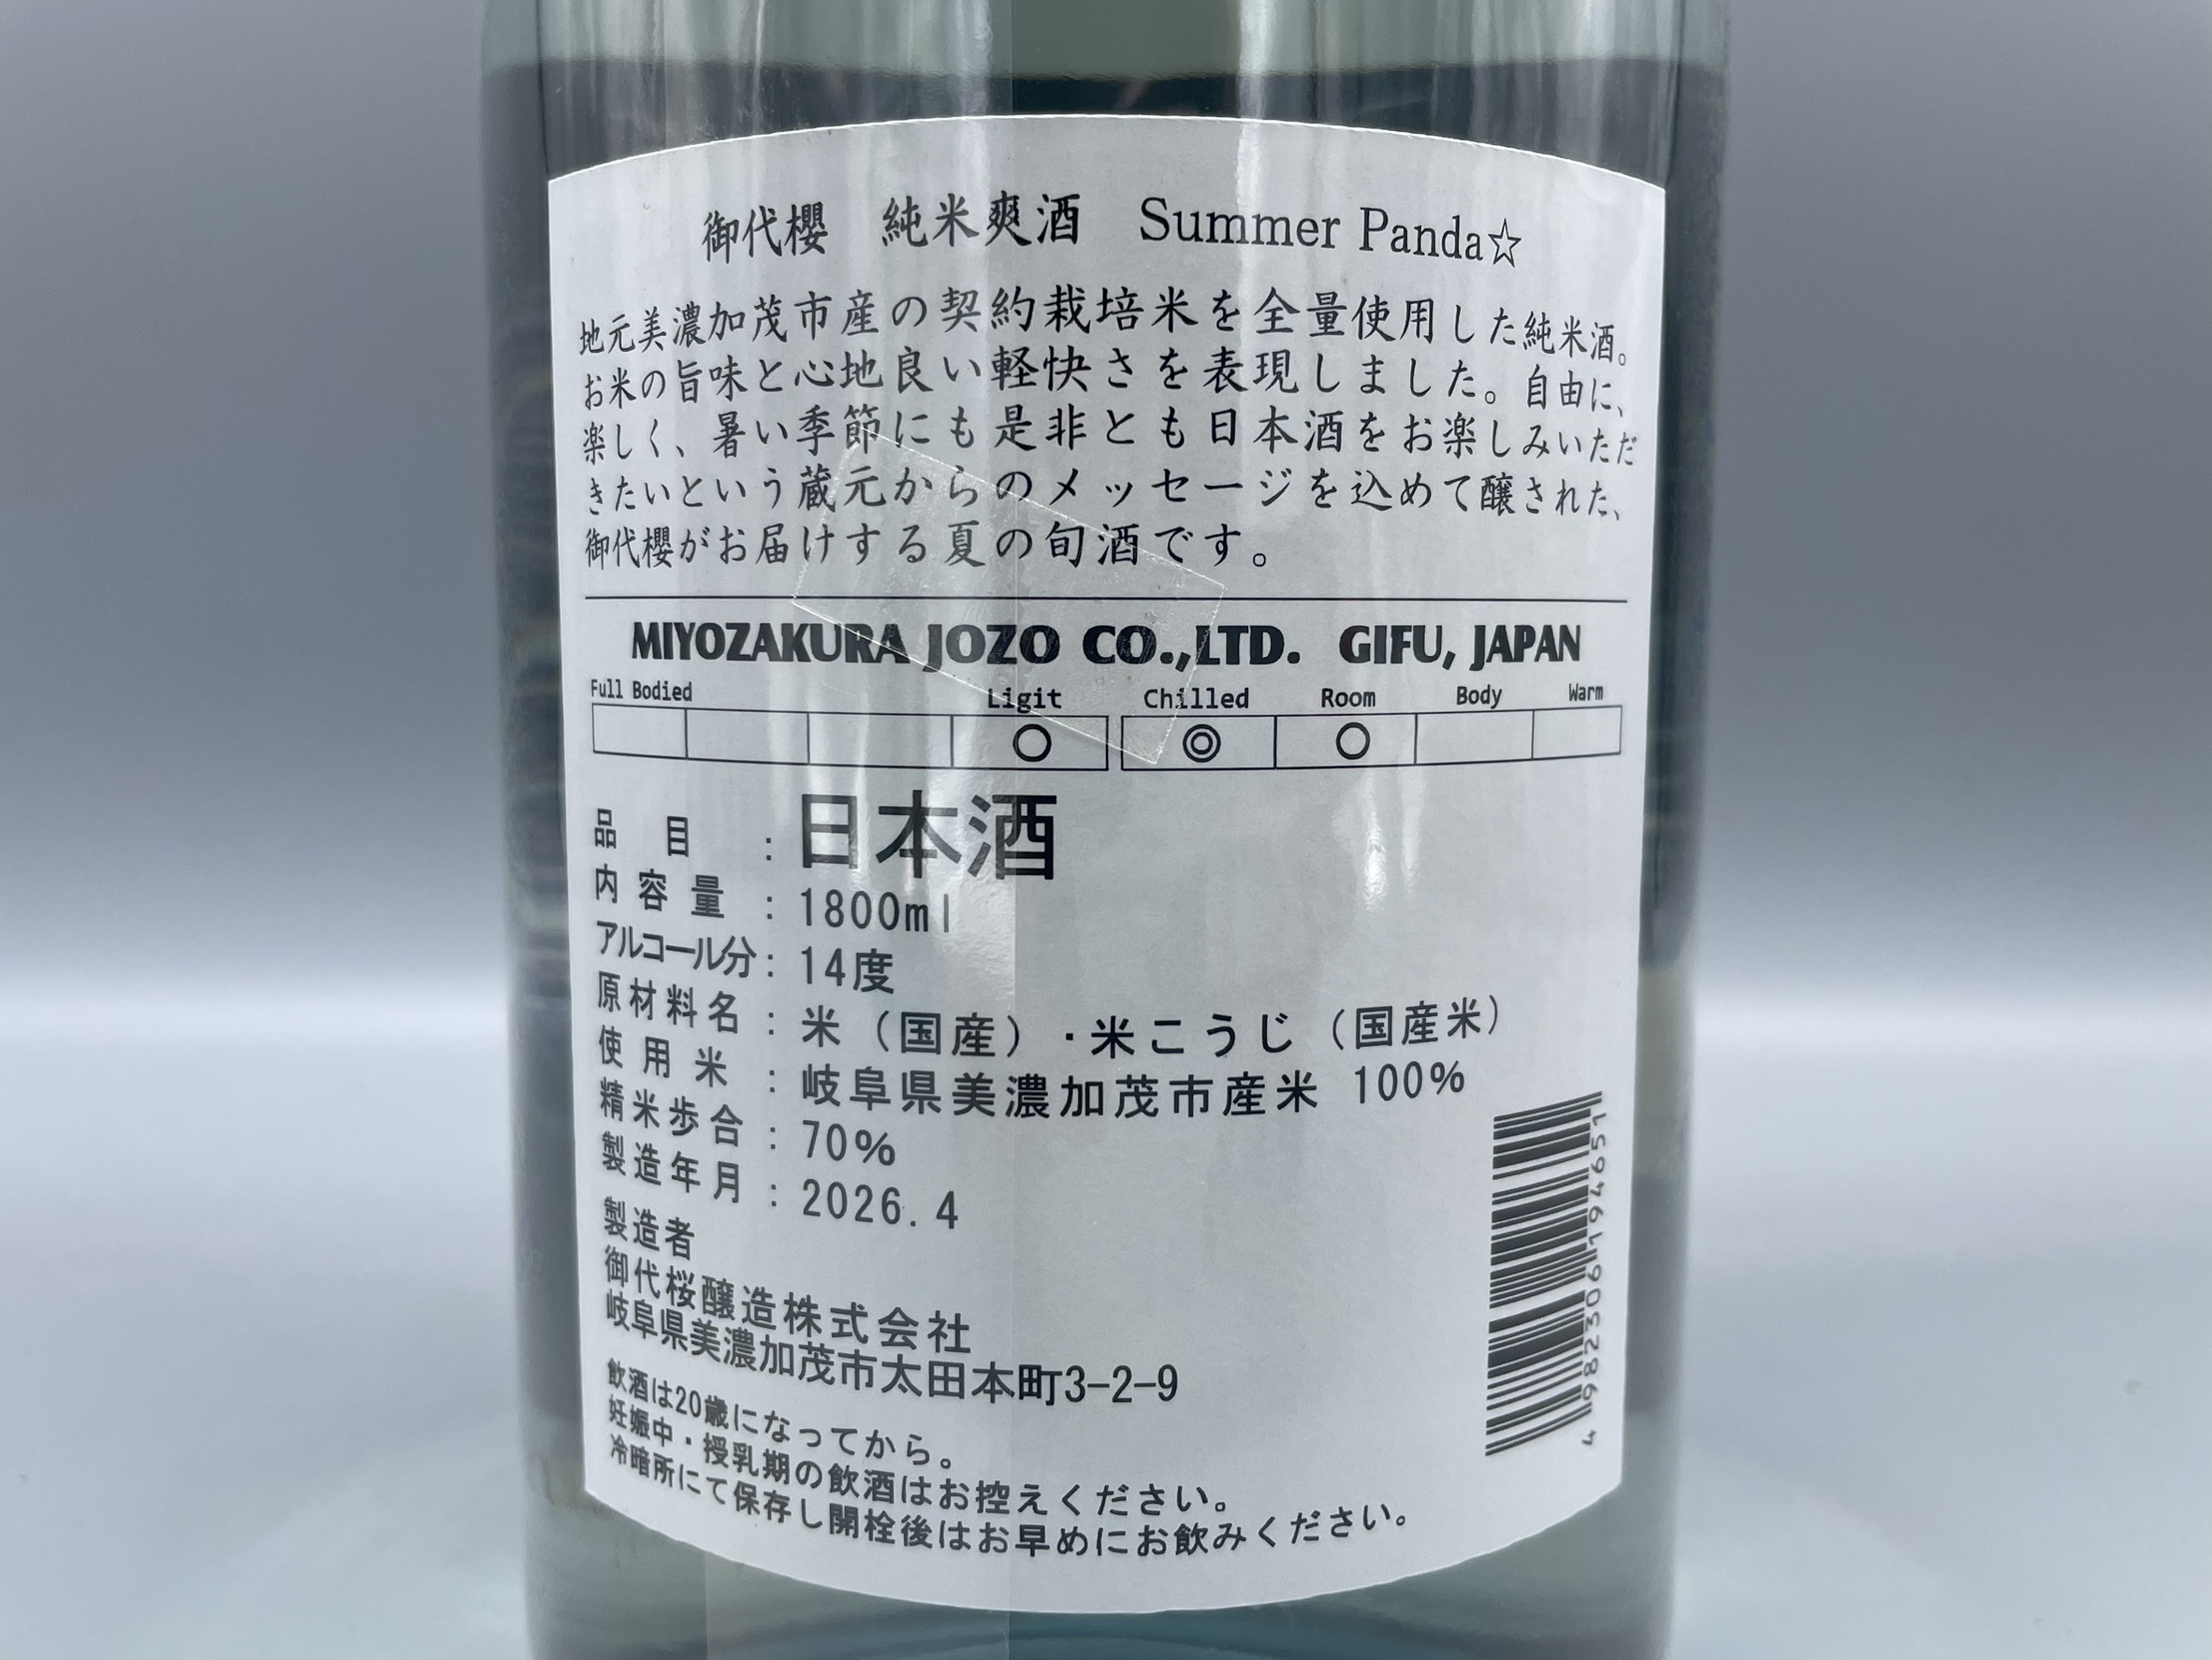 御代櫻 純米爽酒 Summer Panda☆
地元美濃加茂市産の契約栽培米を全量使用した純米酒。
お米の旨味と心地良い軽快さを表現しました。自由に、
楽しく、暑い季節にも是非とも日本酒をお楽しみいただ
きたいという蔵元からのメッセージを込めて醸された、
御代櫻がお届けする夏の旬酒です。
MIYOZAKURA JOZO CO.,LTD. GIFU, JAPAN
Full Bodied Ligit Chilled Room Body Warm
○ ◎ ○
品目：日本酒
内容量：1800ml
アルコール分：14度
原材料名：米（国産）・米こうじ（国産米）
使用米：岐阜県美濃加茂市産米 100%
精米歩合：70%
製造年月：2026.4
製造者
御代桜醸造株式会社
岐阜県美濃加茂市太田本町3-2-9
飲酒は20歳になってから。
妊娠中・授乳期の飲酒はお控えください。
冷暗所にて保存し開栓後はお早めにお飲みください。
4 982306 194651